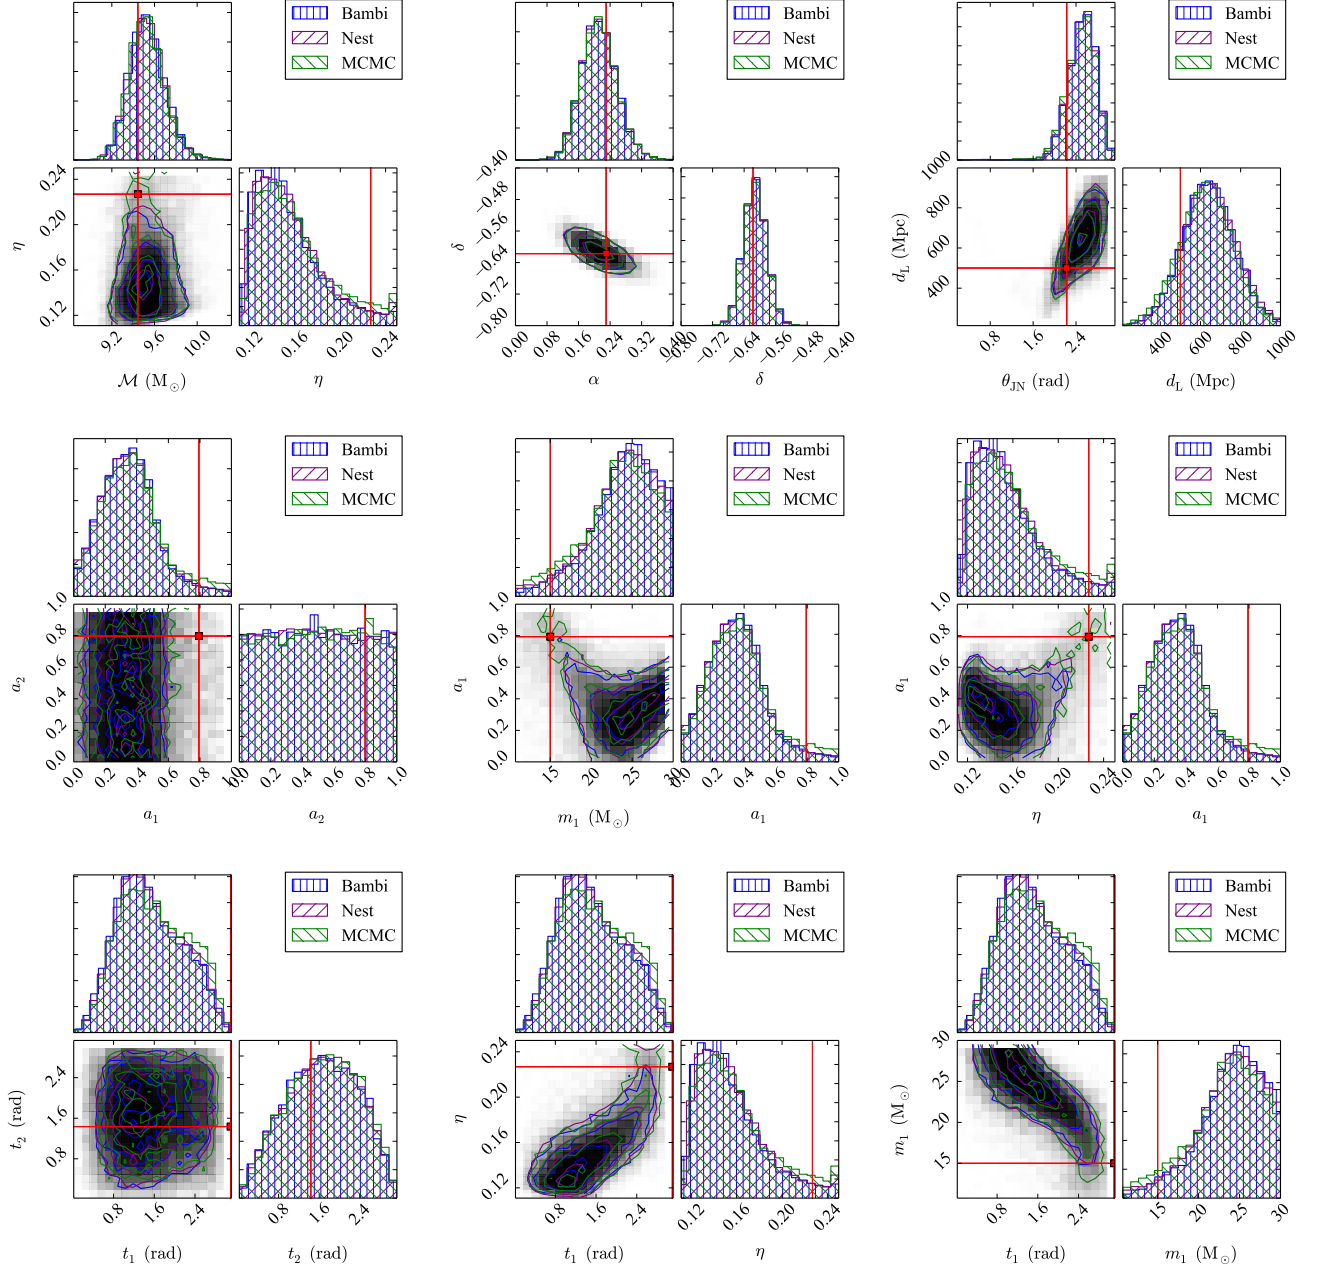 Bambi
Nest
MCMC
0.24
0.20
0.16
0.12
η
9.2
9.6
10.0
ℳ (M⊙)
0.12
0.16
0.20
0.24
η
Bambi
Nest
MCMC
−0.40
−0.48
−0.56
−0.64
−0.72
−0.80
δ
0.00
0.08
0.16
0.24
0.32
0.40
α
−0.80
−0.72
−0.64
−0.56
−0.48
−0.40
δ
Bambi
Nest
MCMC
1000
800
600
400
d_L (Mpc)
0.8
1.6
2.4
θ_JN (rad)
400
600
800
1000
d_L (Mpc)
Bambi
Nest
MCMC
1.0
0.8
0.6
0.4
0.2
0.0
a_2
0.0
0.2
0.4
0.6
0.8
1.0
a_1
0.0
0.2
0.4
0.6
0.8
1.0
a_2
Bambi
Nest
MCMC
1.0
0.8
0.6
0.4
0.2
0.0
a_1
15
20
25
30
m_1 (M⊙)
0.0
0.2
0.4
0.6
0.8
1.0
a_1
Bambi
Nest
MCMC
1.0
0.8
0.6
0.4
0.2
0.0
a_1
0.12
0.16
0.20
0.24
η
0.0
0.2
0.4
0.6
0.8
1.0
a_1
Bambi
Nest
MCMC
2.4
1.6
0.8
t_2 (rad)
0.8
1.6
2.4
t_1 (rad)
0.8
1.6
2.4
t_2 (rad)
Bambi
Nest
MCMC
0.24
0.20
0.16
0.12
η
0.8
1.6
2.4
t_1 (rad)
0.12
0.16
0.20
0.24
η
Bambi
Nest
MCMC
30
25
20
15
m_1 (M⊙)
0.8
1.6
2.4
t_1 (rad)
15
20
25
30
m_1 (M⊙)